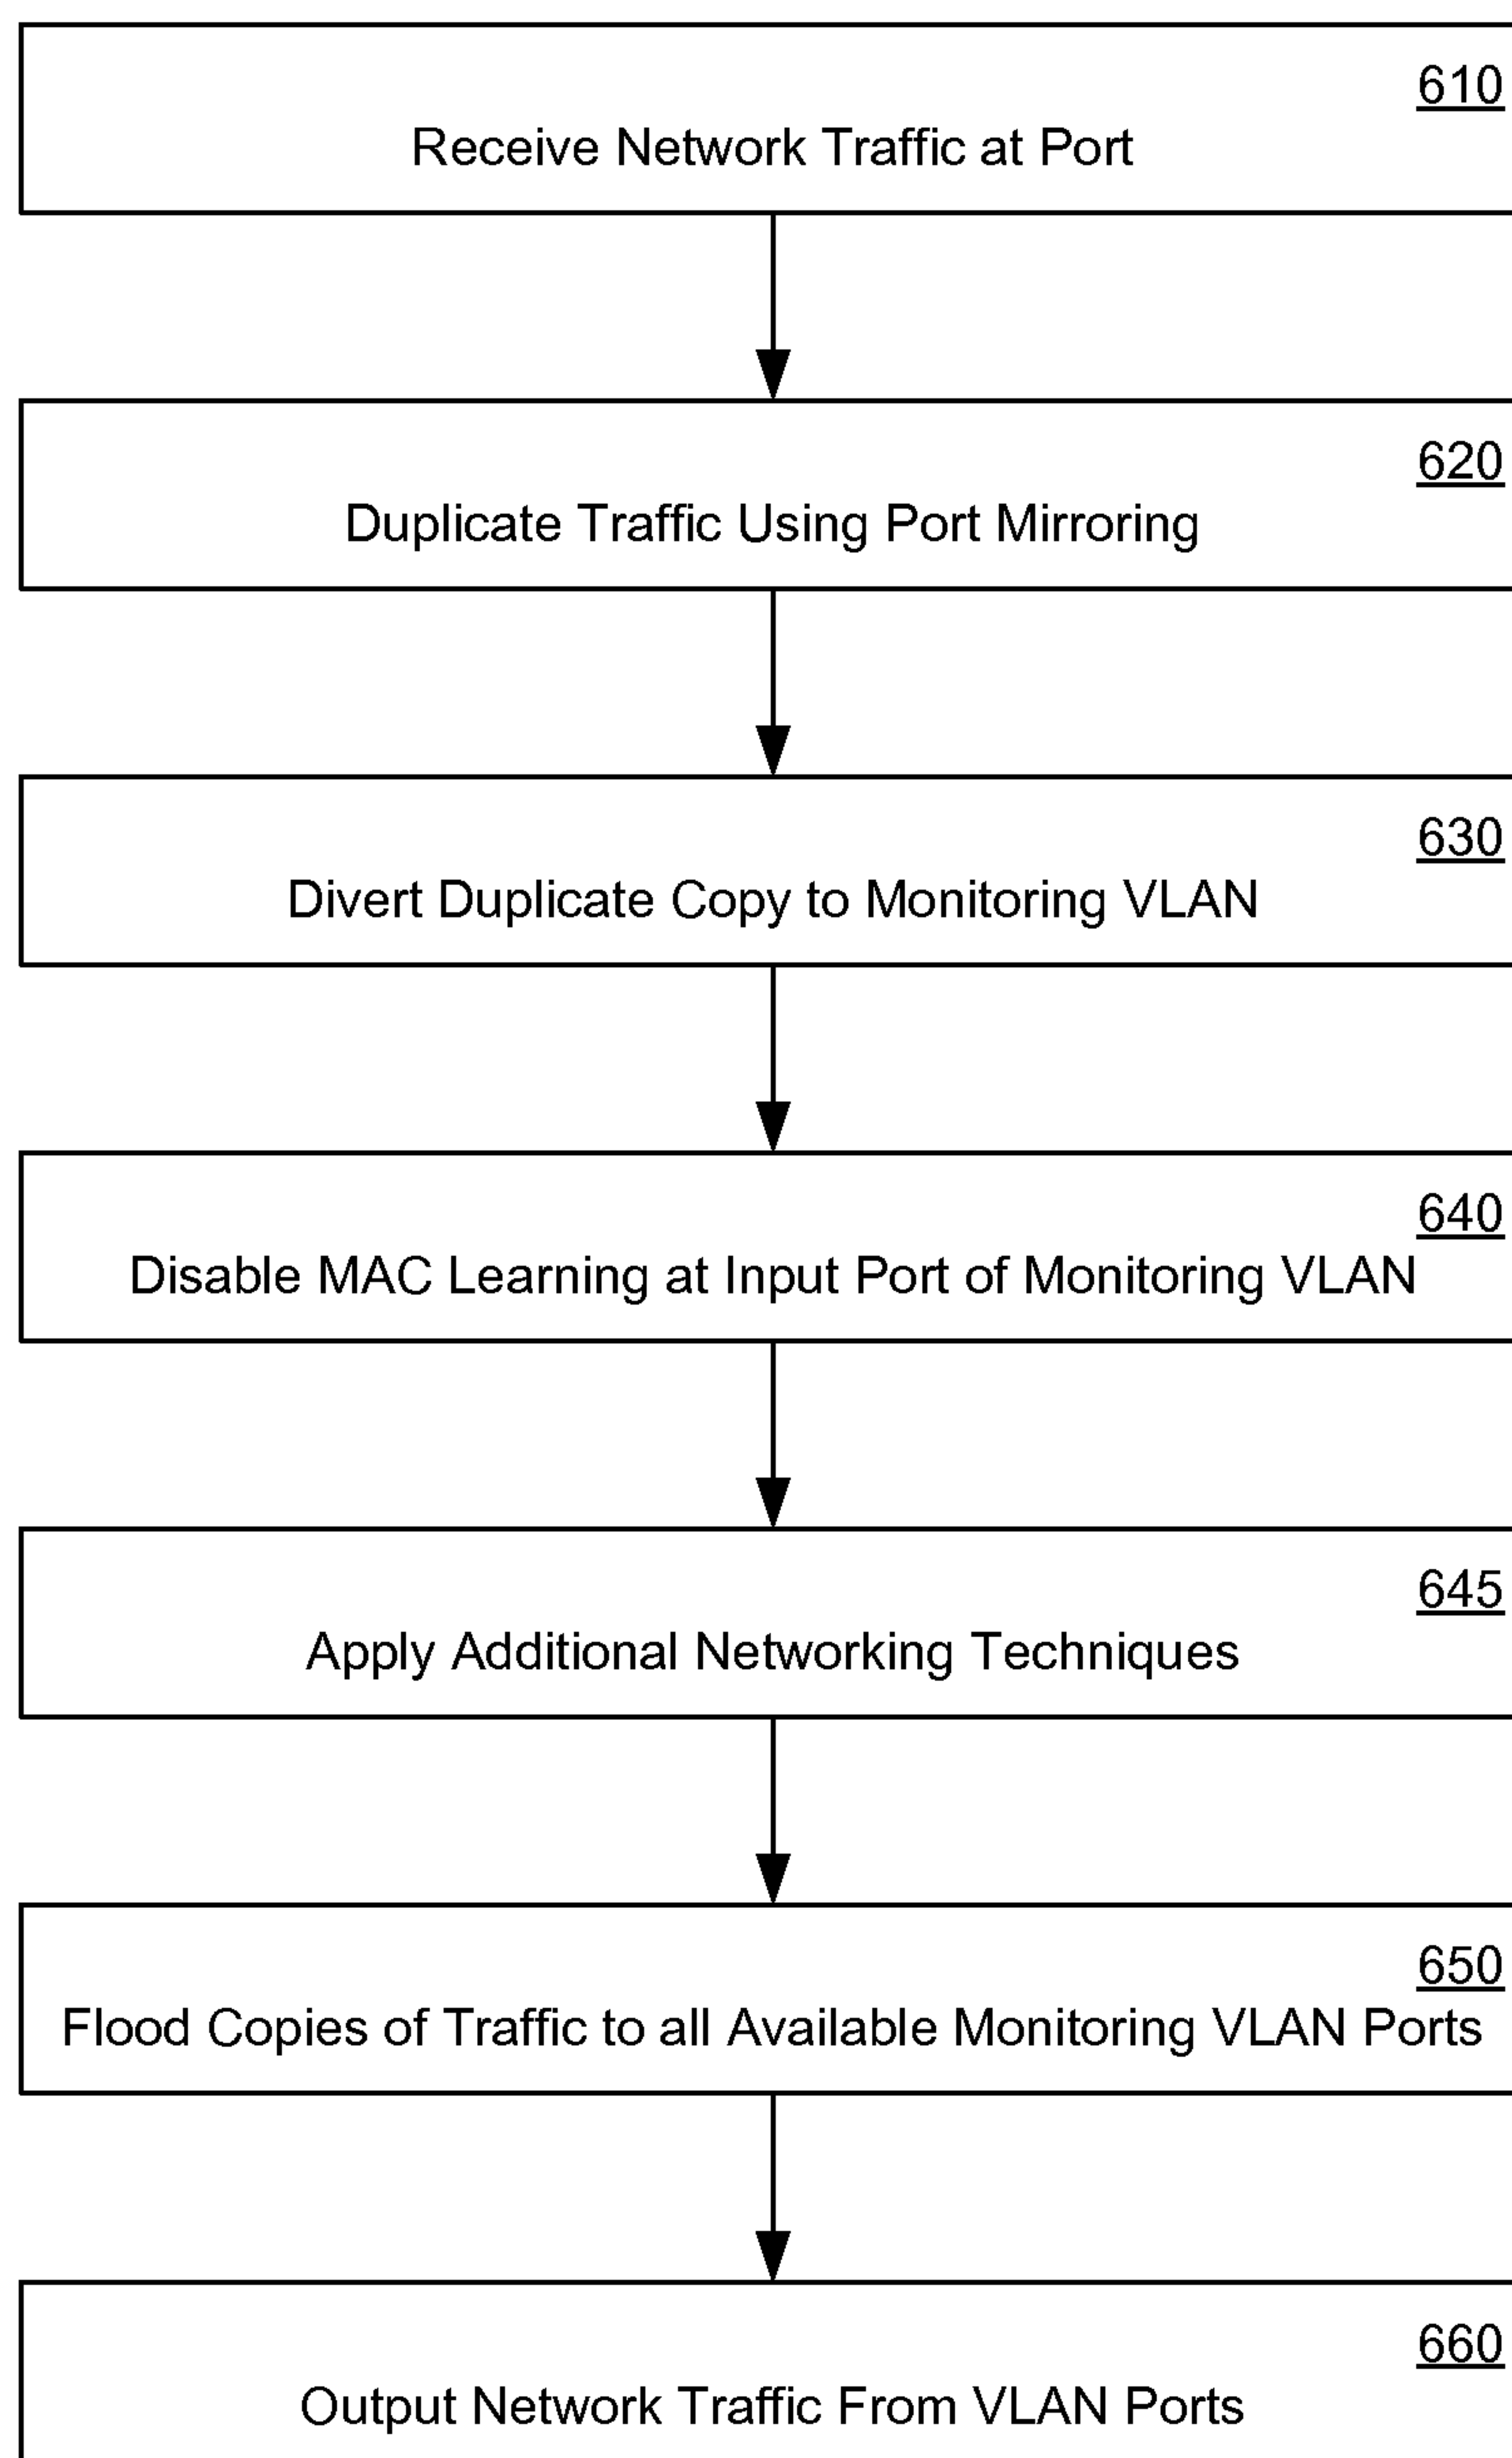 610
Receive Network Traffic at Port
620
Duplicate Traffic Using Port Mirroring
630
Divert Duplicate Copy to Monitoring VLAN
640
Disable MAC Learning at Input Port of Monitoring VLAN
645
Apply Additional Networking Techniques
650
Flood Copies of Traffic to all Available Monitoring VLAN Ports
660
Output Network Traffic From VLAN Ports